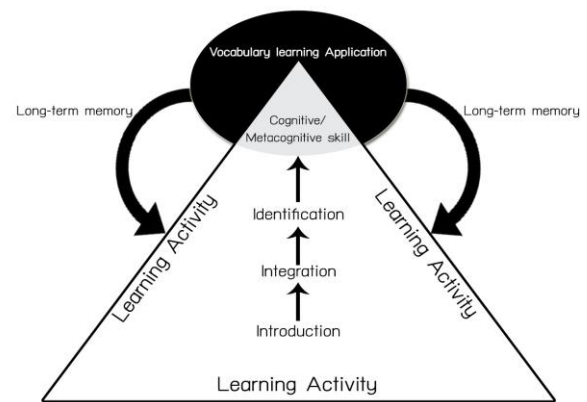 Vocabulary learning Application
Long-term memory
Long-term memory
Cognitive/
Metacognitive skill
Identification
Learning Activity
Learning Activity
Integration
Introduction
Learning Activity